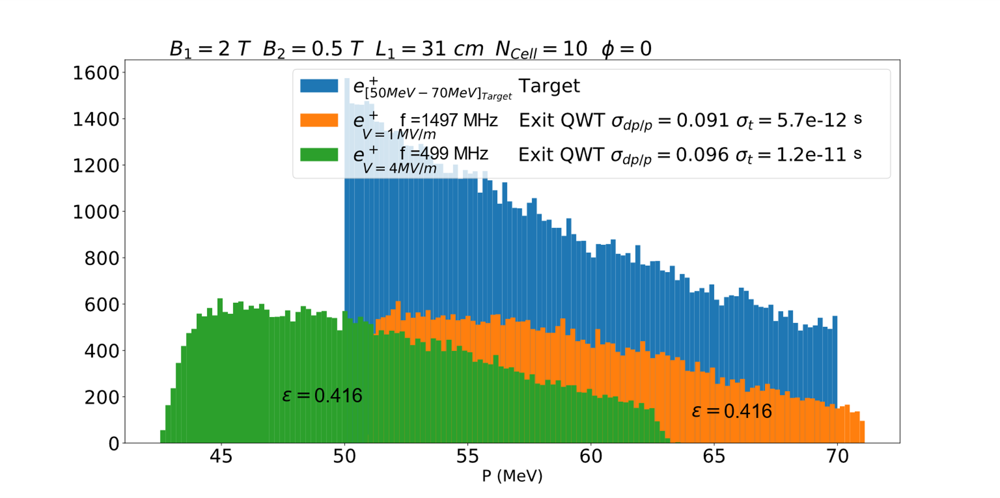 B₁ = 2 T B₂ = 0.5 T L₁ = 31 cm N_Cell = 10 ϕ = 0
1600
1400
1200
1000
800
600
400
200
0
e⁺[50MeV − 70MeV]Target Target
e⁺ V = 1 MV/m f =1497 MHz Exit QWT σdp/p = 0.091 σt = 5.7e-12 s
e⁺ V = 4MV/m f =499 MHz Exit QWT σdp/p = 0.096 σt = 1.2e-11 s
ε = 0.416
ε = 0.416
45 50 55 60 65 70
P (MeV)